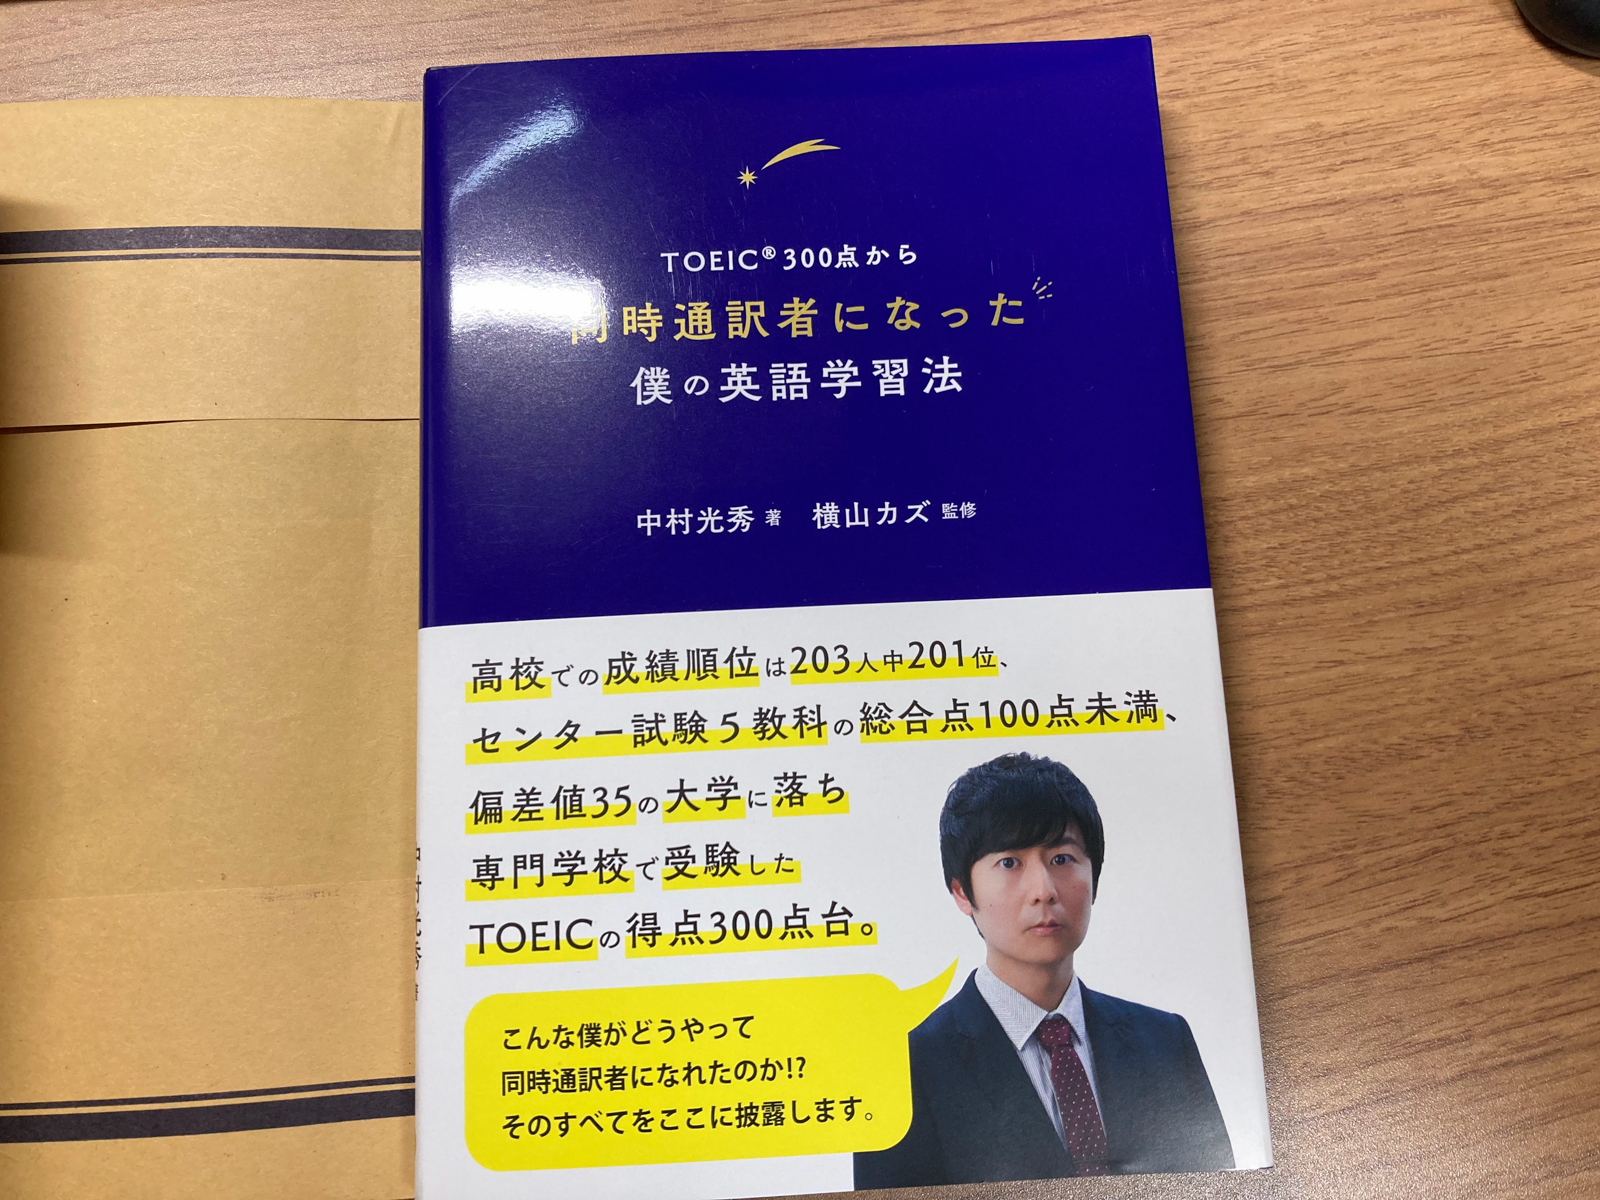 TOEIC®300点から
同時通訳者になった
僕の英語学習法
中村光秀 著 横山カズ 監修
高校での成績順位は203人中201位、
センター試験5教科の総合点100点未満、
偏差値35の大学に落ち
専門学校で受験した
TOEICの得点300点台。
こんな僕がどうやって
同時通訳者になれたのか!?
そのすべてをここに披露します。